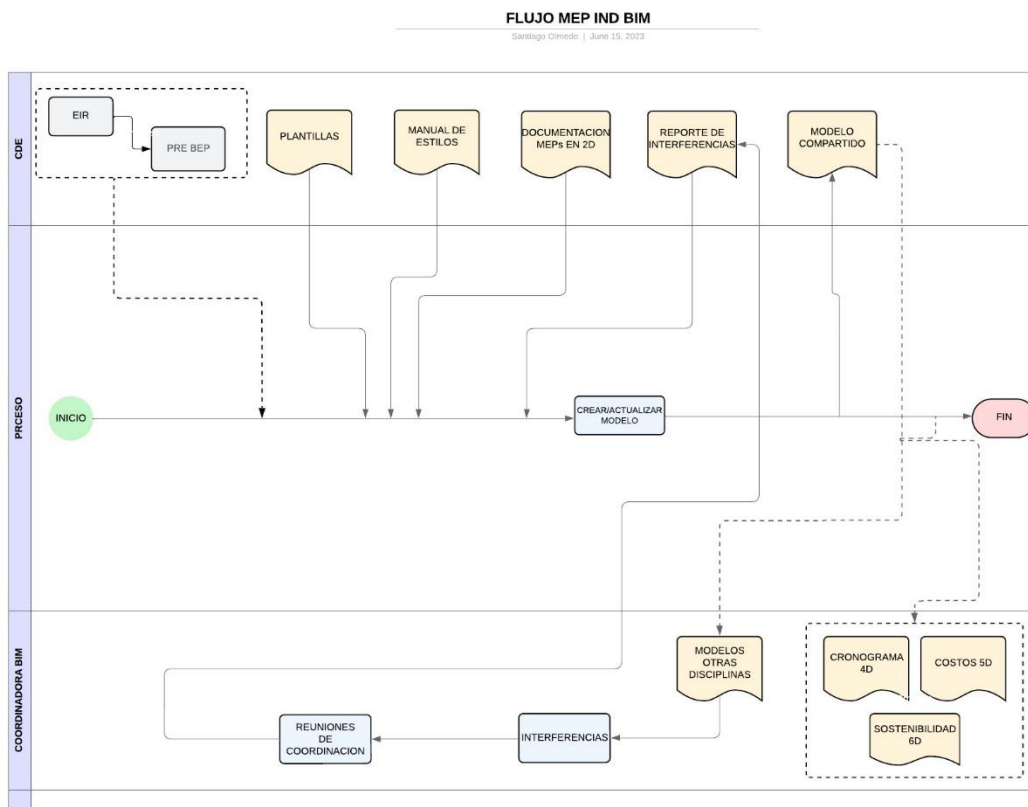 FLUJO MEP IND BIM
Santiago Olmedo | June 15, 2023
CDE
EIR
PRE BEP
PLANTILLAS
MANUAL DE
ESTILOS
DOCUMENTACION
MEPs EN 2D
REPORTE DE
INTERFERENCIAS
MODELO
COMPARTIDO
PRCESO
INICIO
CREAR/ACTUALIZAR
MODELO
FIN
COORDINADORA BIM
MODELOS
OTRAS
DISCIPLINAS
CRONOGRAMA
4D
COSTOS 5D
REUNIONES
DE
COORDINACION
INTERFERENCIAS
SOSTENIBILIDAD
6D